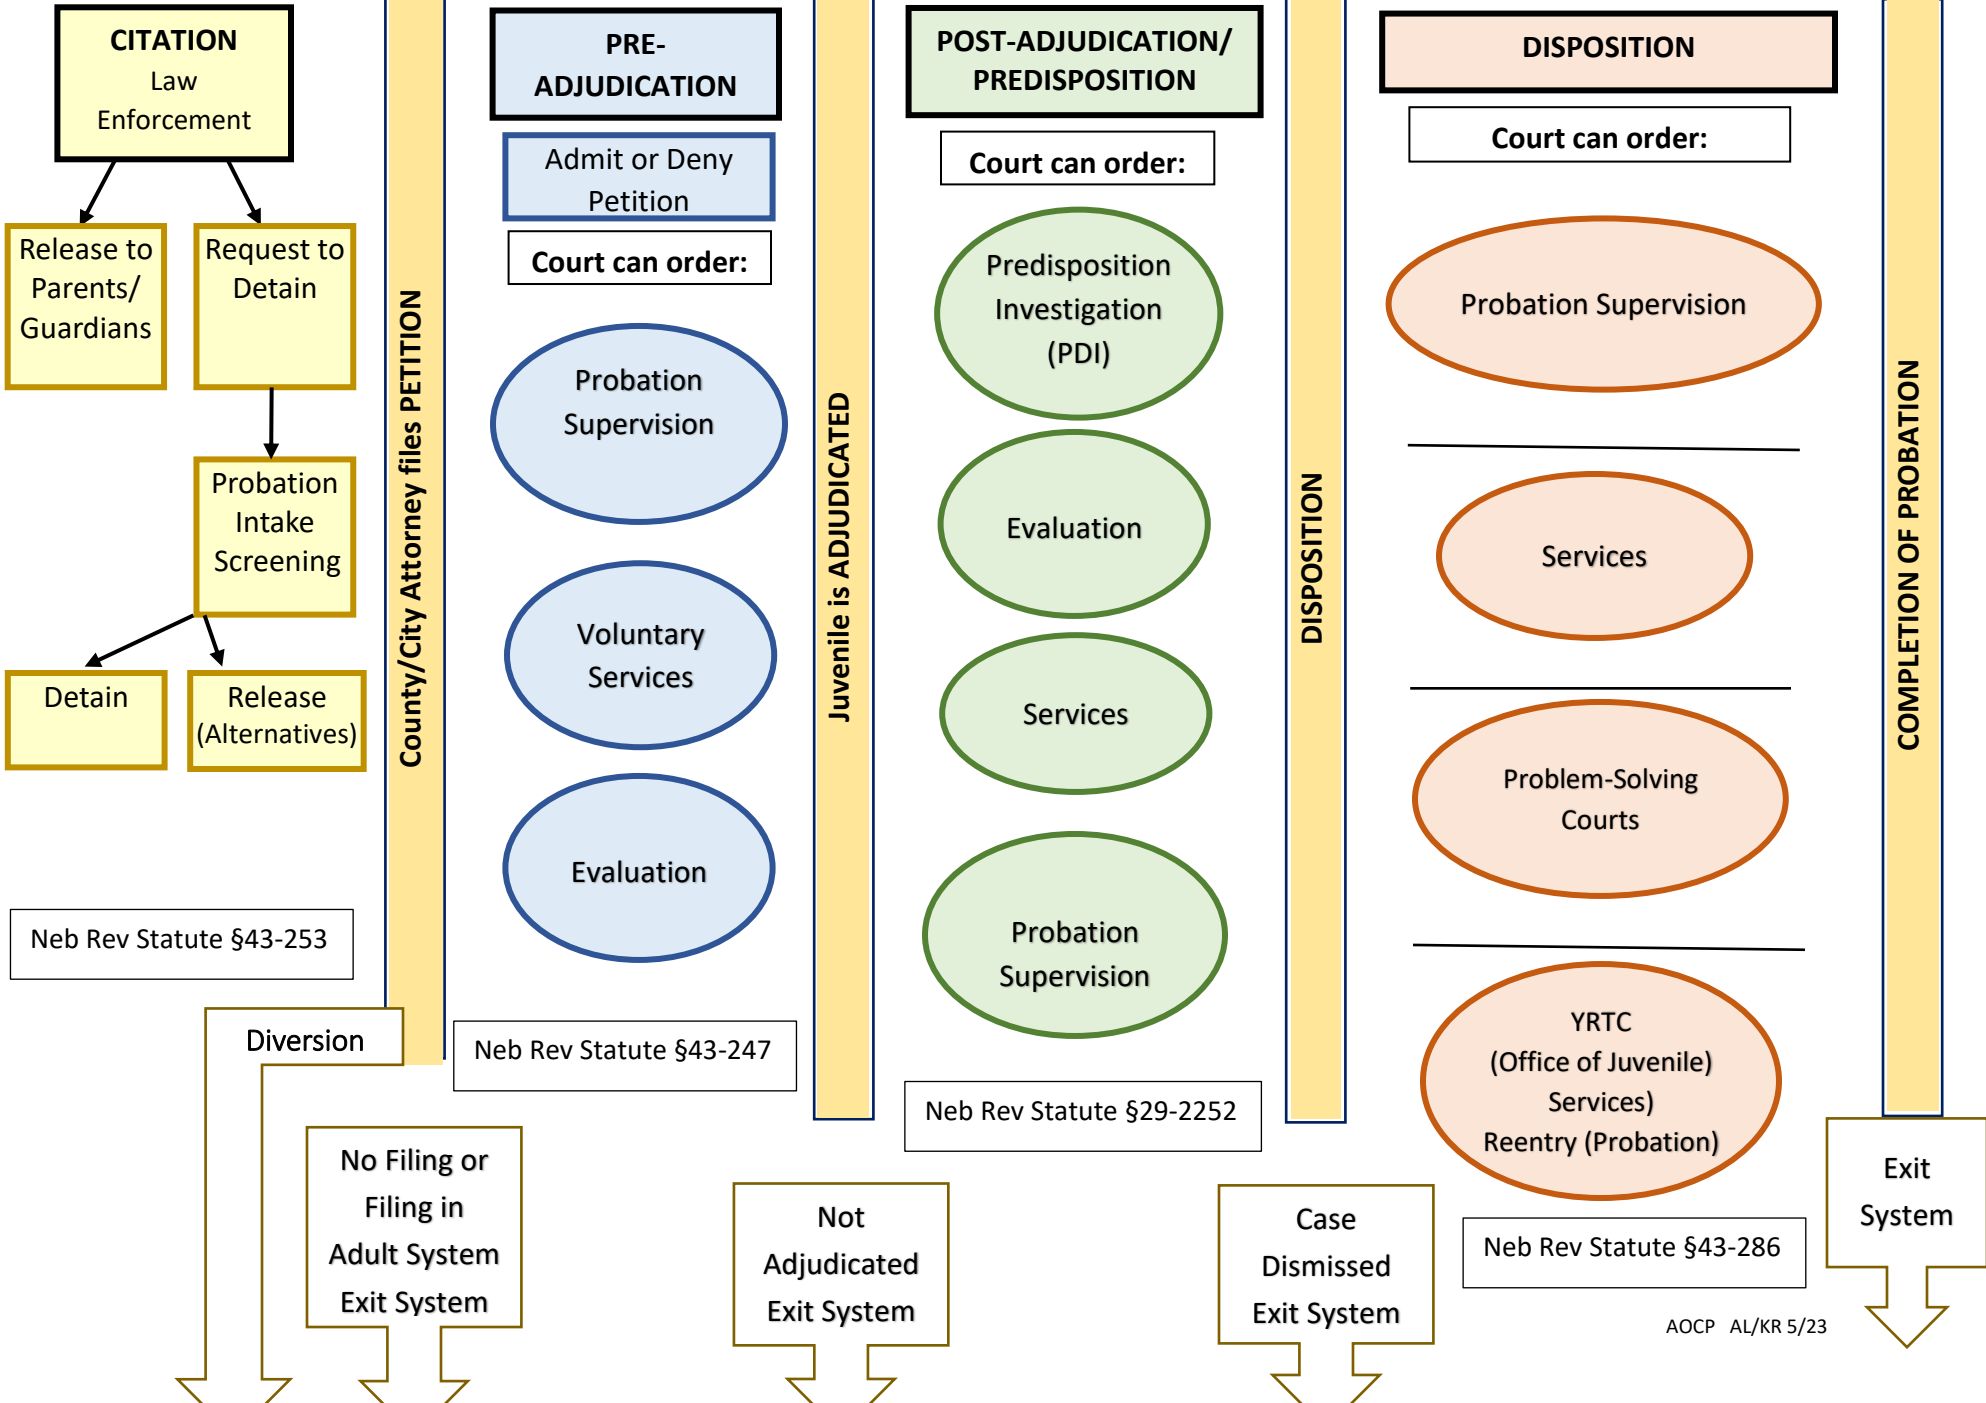 CITATION
Law
Enforcement
Release to
Parents/
Guardians
Request to
Detain
Probation
Intake
Screening
Detain
Release
(Alternatives)
Neb Rev Statute §43-253
County/City Attorney files PETITION
Diversion
No Filing or
Filing in
Adult System
Exit System
PRE-
ADJUDICATION
Admit or Deny
Petition
Court can order:
Probation
Supervision
Voluntary
Services
Evaluation
Neb Rev Statute §43-247
Juvenile is ADJUDICATED
Not
Adjudicated
Exit System
POST-ADJUDICATION/
PREDISPOSITION
Court can order:
Predisposition
Investigation
(PDI)
Evaluation
Services
Probation
Supervision
Neb Rev Statute §29-2252
DISPOSITION
Case
Dismissed
Exit System
DISPOSITION
Court can order:
Probation Supervision
Services
Problem-Solving
Courts
YRTC
(Office of Juvenile)
Services)
Reentry (Probation)
Neb Rev Statute §43-286
COMPLETION OF PROBATION
Exit
System
AOCP AL/KR 5/23